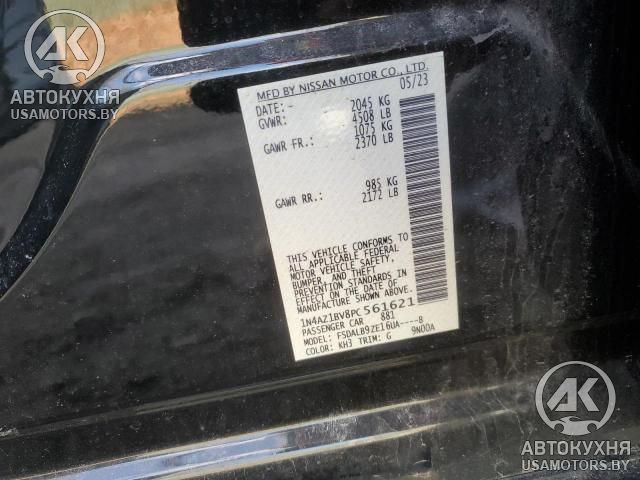 AK
АВТОКУХНЯ
USAMOTORS.BY
MFD BY NISSAN MOTOR CO., LTD.
DATE: - 05/23
GVWR: 2045 KG
4508 LB
GAWR FR.: 1075 KG
2370 LB
GAWR RR.: 985 KG
2172 LB
THIS VEHICLE CONFORMS TO
ALL APPLICABLE FEDERAL
MOTOR VEHICLE SAFETY,
BUMPER, AND THEFT
PREVENTION STANDARDS IN
EFFECT ON THE DATE OF
MANUFACTURE SHOWN ABOVE.
1N4AZ1BV8PC561621
PASSENGER CAR 881
MODEL: FSDALB9ZE16UA----B
COLOR: KH3 TRIM: G 9N00A
AK
АВТОКУХНЯ
USAMOTORS.BY